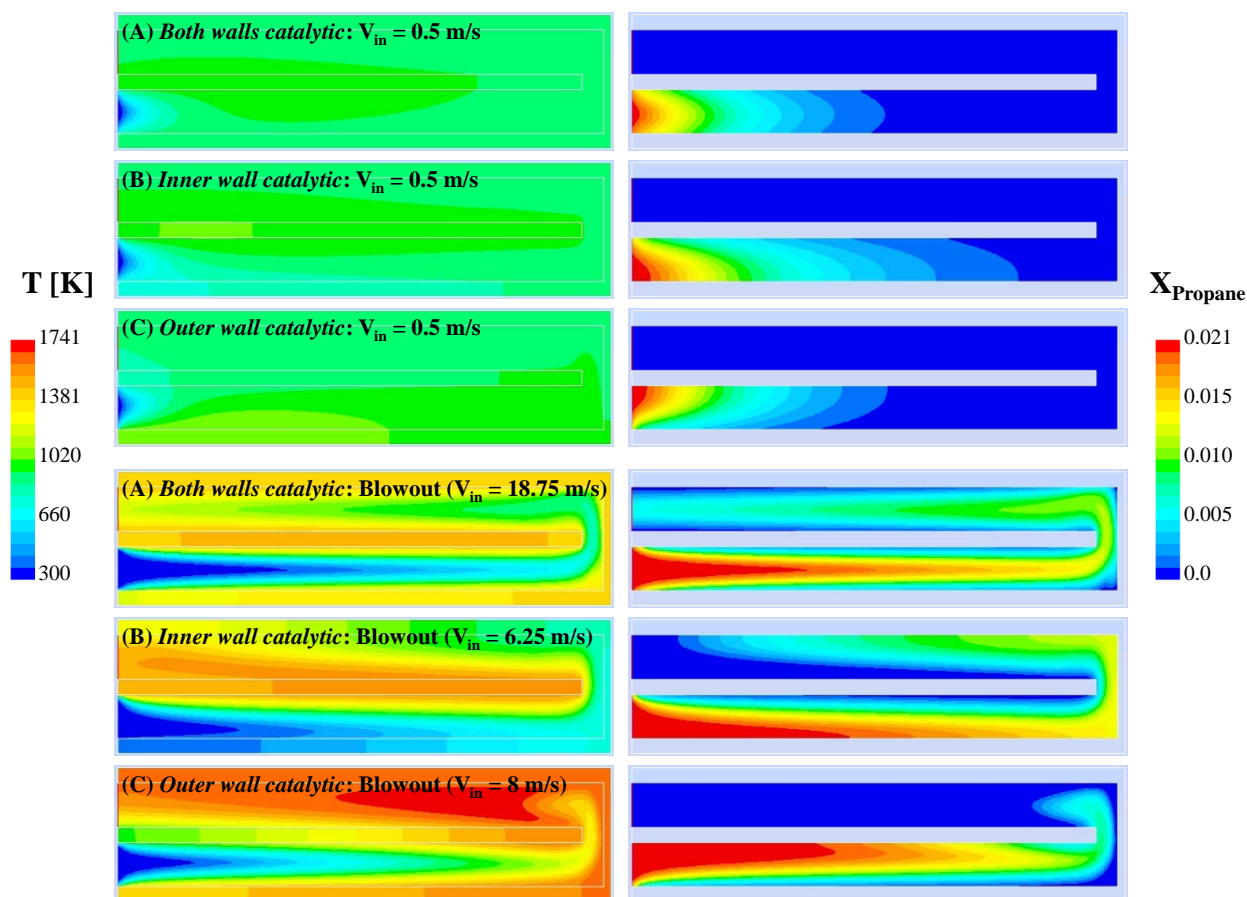 (A) Both walls catalytic: Vin = 0.5 m/s
(B) Inner wall catalytic: Vin = 0.5 m/s
T [K]
XPropane
(C) Outer wall catalytic: Vin = 0.5 m/s
1741
1381
1020
660
300
0.021
0.015
0.010
0.005
0.0
(A) Both walls catalytic: Blowout (Vin = 18.75 m/s)
(B) Inner wall catalytic: Blowout (Vin = 6.25 m/s)
(C) Outer wall catalytic: Blowout (Vin = 8 m/s)